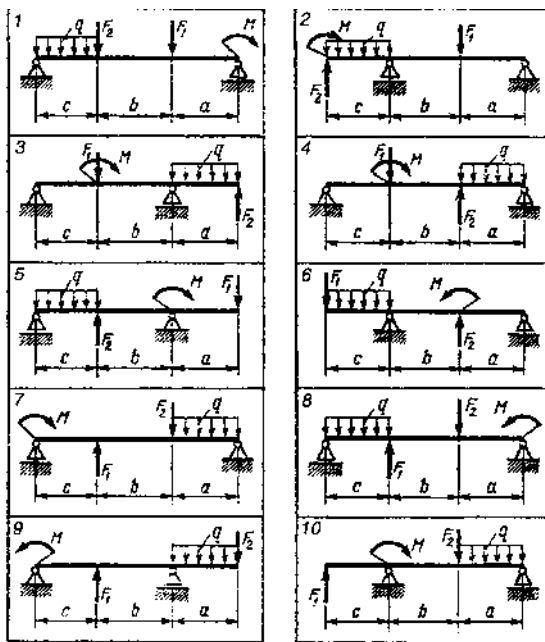 1 q F₂ F₁ M
c b a
2 M q F₁
F₂
c b a
3 F₁ M q
F₂
c b a
4 F₁ M q
F₂
c b a
5 q M F₁
F₂
c b a
6 F₁ q M
F₂
c b a
7 M F₂ q
F₁
c b a
8 q F₂ M
F₁
c b a
9 M q F₂
F₁
c b a
10 M F₂ q
F₁
c b a